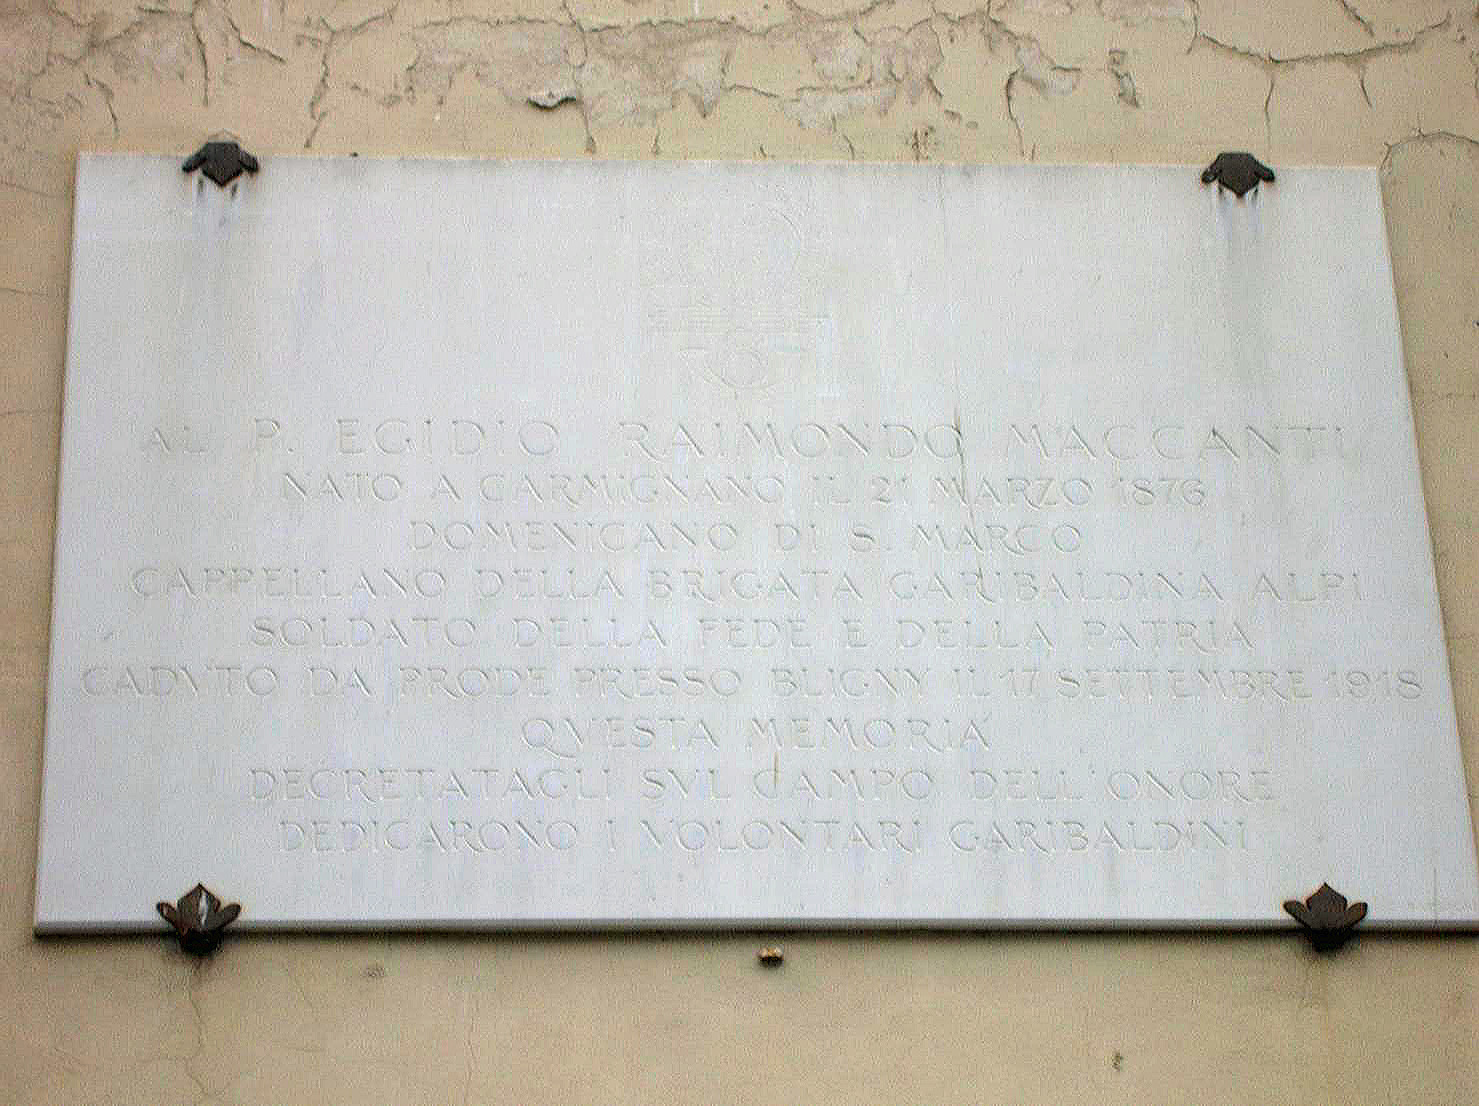 AL P. EGIDIO RAIMONDO MACCANTI
NATO A CARMIGNANO IL 21 MARZO 1876
DOMENICANO DI S. MARCO
CAPPELLANO DELLA BRIGATA GARIBALDINA ALPI
SOLDATO DELLA FEDE E DELLA PATRIA
CADVTO DA PRODE PRESSO BLIGNY IL 17 SETTEMBRE 1918
QVESTA MEMORIA
DECRETATAGLI SVL CAMPO DELL'ONORE
DEDICARONO I VOLONTARI GARIBALDINI